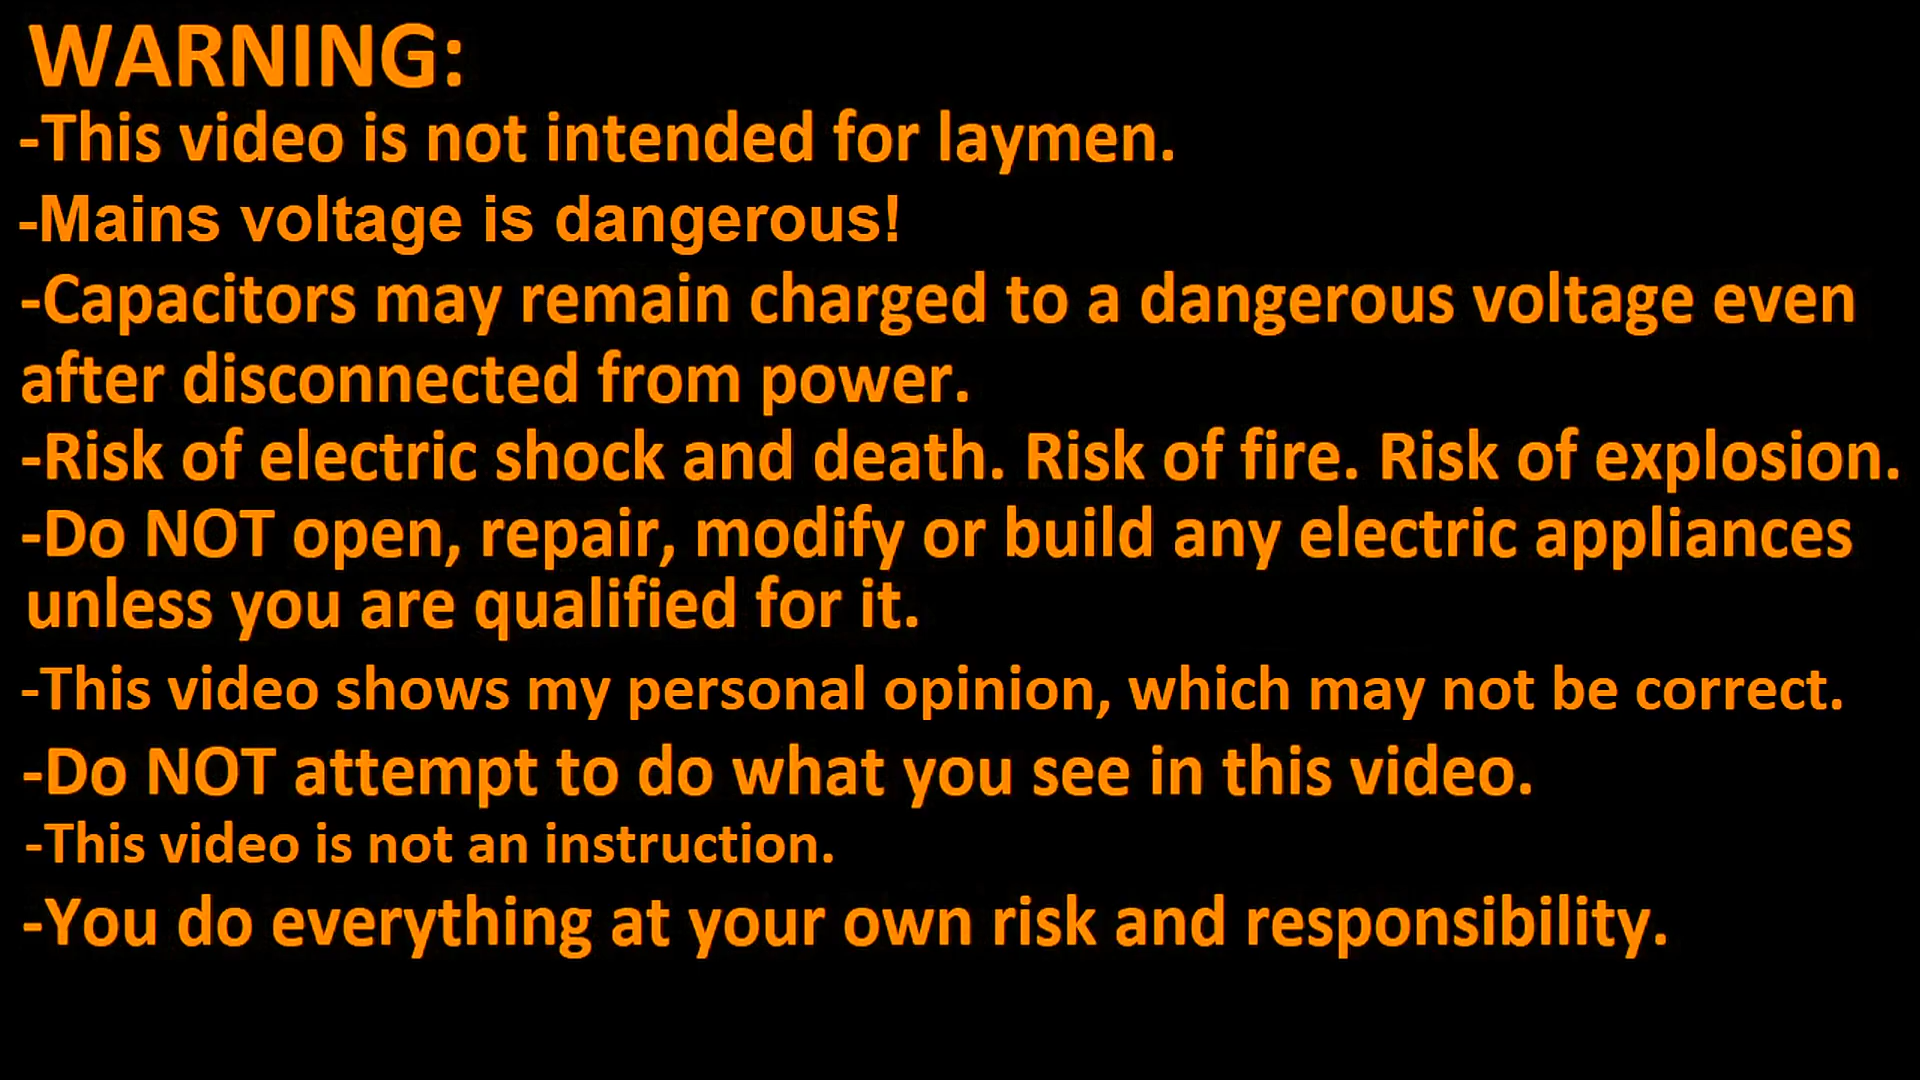 WARNING:
-This video is not intended for laymen.
-Mains voltage is dangerous!
-Capacitors may remain charged to a dangerous voltage even
after disconnected from power.
-Risk of electric shock and death. Risk of fire. Risk of explosion.
-Do NOT open, repair, modify or build any electric appliances
unless you are qualified for it.
-This video shows my personal opinion, which may not be correct.
-Do NOT attempt to do what you see in this video.
-This video is not an instruction.
-You do everything at your own risk and responsibility.